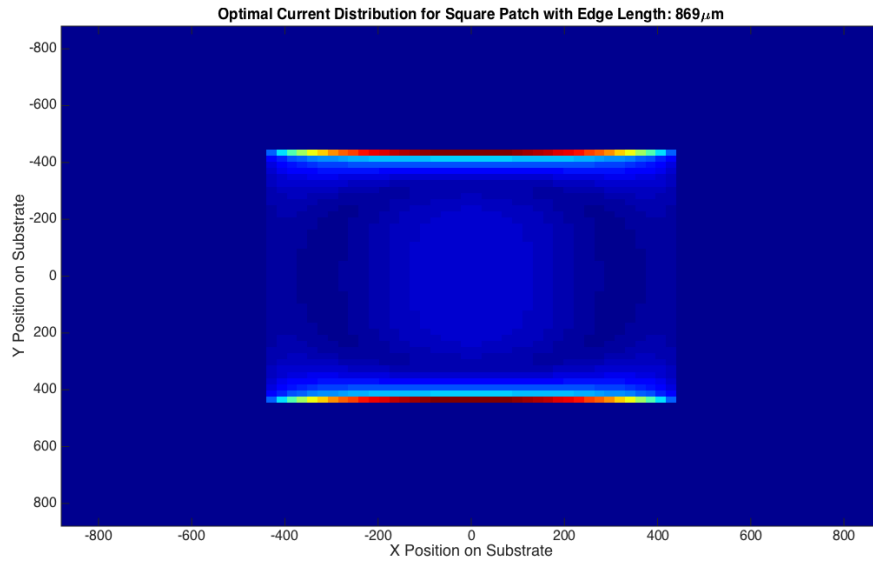 Optimal Current Distribution for Square Patch with Edge Length: 869μm
-800
-600
-400
-200
0
200
400
600
800
Y Position on Substrate
-800 -600 -400 -200 0 200 400 600 800
X Position on Substrate